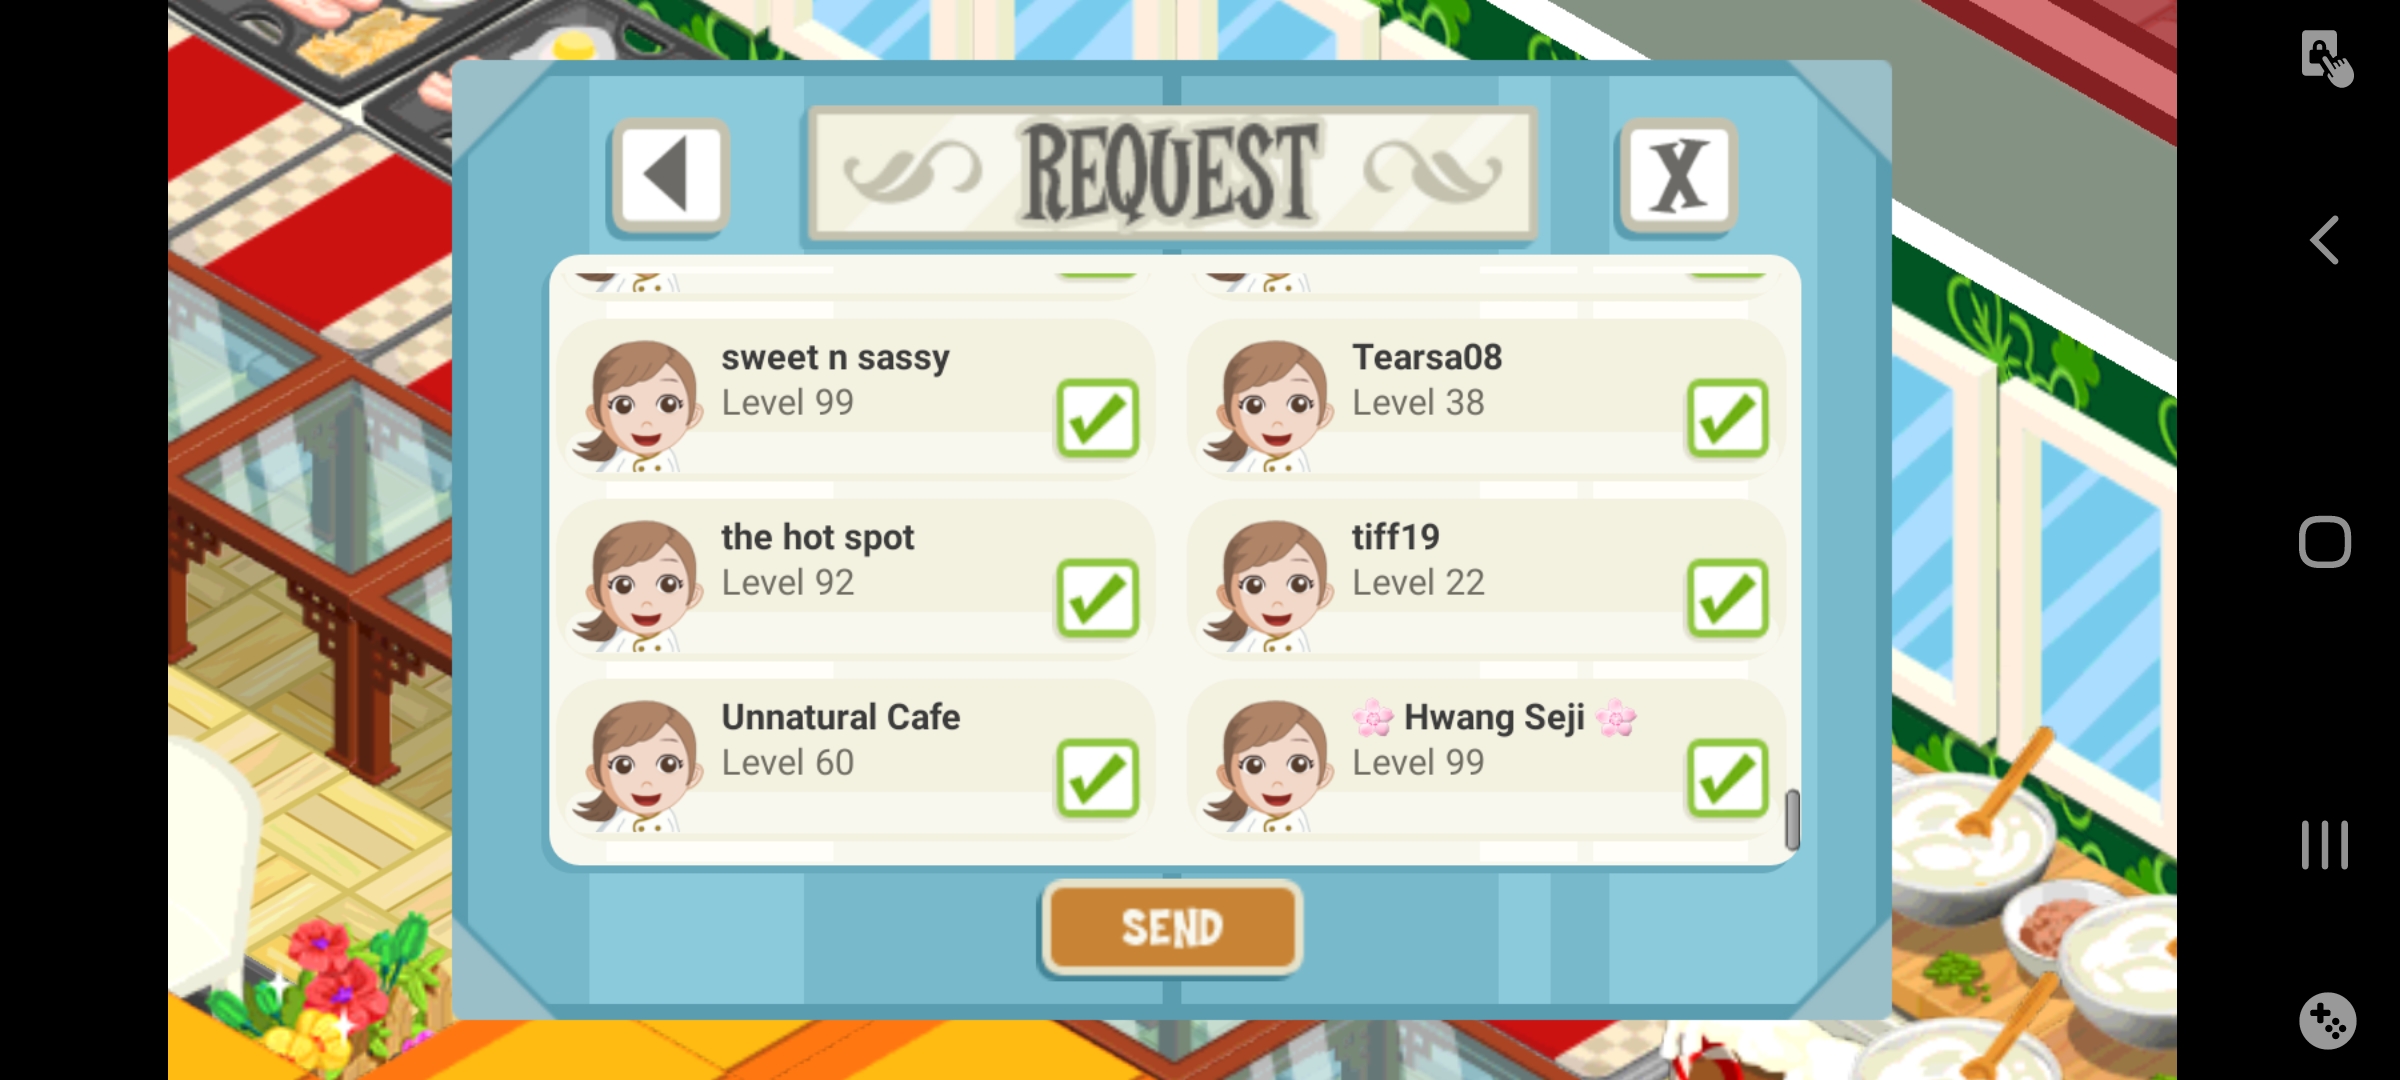 REQUEST
X
sweet n sassy
Level 99
Tearsa08
Level 38
the hot spot
Level 92
tiff19
Level 22
Unnatural Cafe
Level 60
🌸 Hwang Seji 🌸
Level 99
SEND